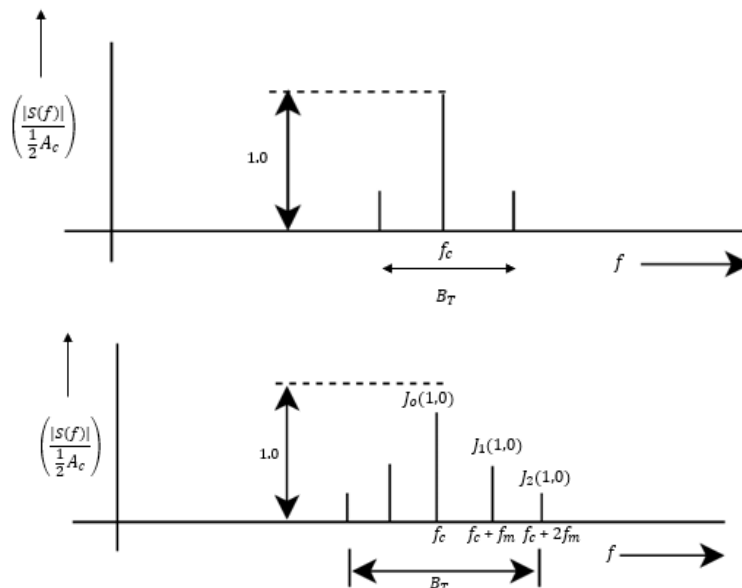 (|S(f)| / ½A_c)
1.0
f_c
f
B_T
(|S(f)| / ½A_c)
1.0
J_o(1,0)
J_1(1,0)
J_2(1,0)
f_c f_c + f_m f_c + 2f_m
f
B_T